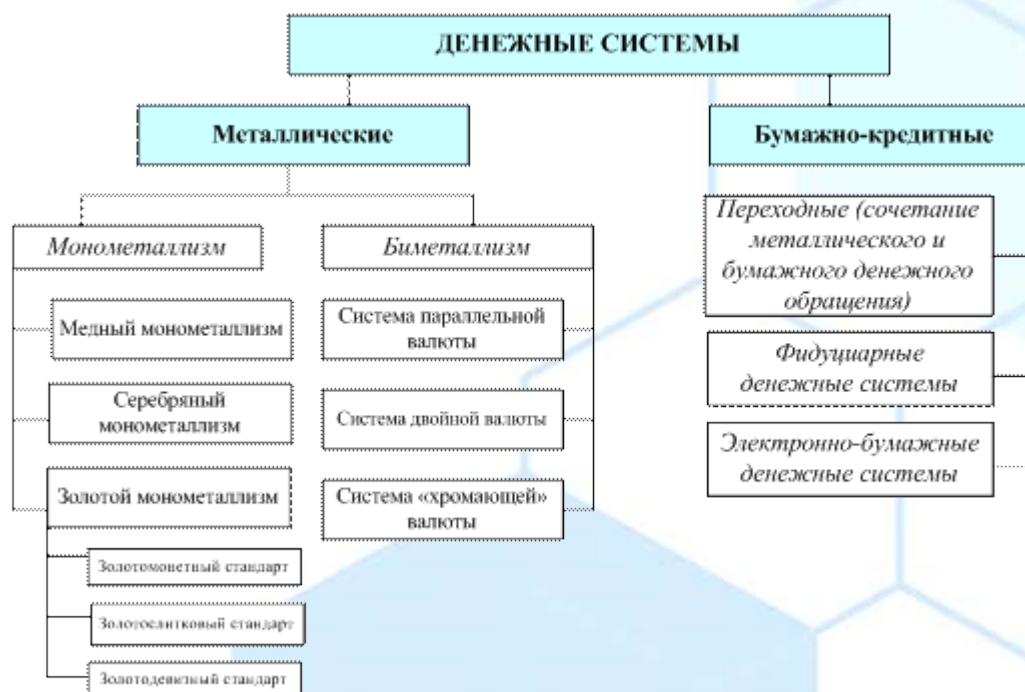 ДЕНЕЖНЫЕ СИСТЕМЫ
Металлические
Бумажно-кредитные
Монометаллизм
Биметаллизм
Переходные (сочетание
металлического и
бумажного денежного
обращения)
Медный монометаллизм
Система параллельной
валюты
Фидуциарные
денежные системы
Серебряный
монометаллизм
Система двойной валюты
Электронно-бумажные
денежные системы
Золотой монометаллизм
Система «хромающей»
валюты
Золотомонетный стандарт
Золотослитковый стандарт
Золотодевизный стандарт